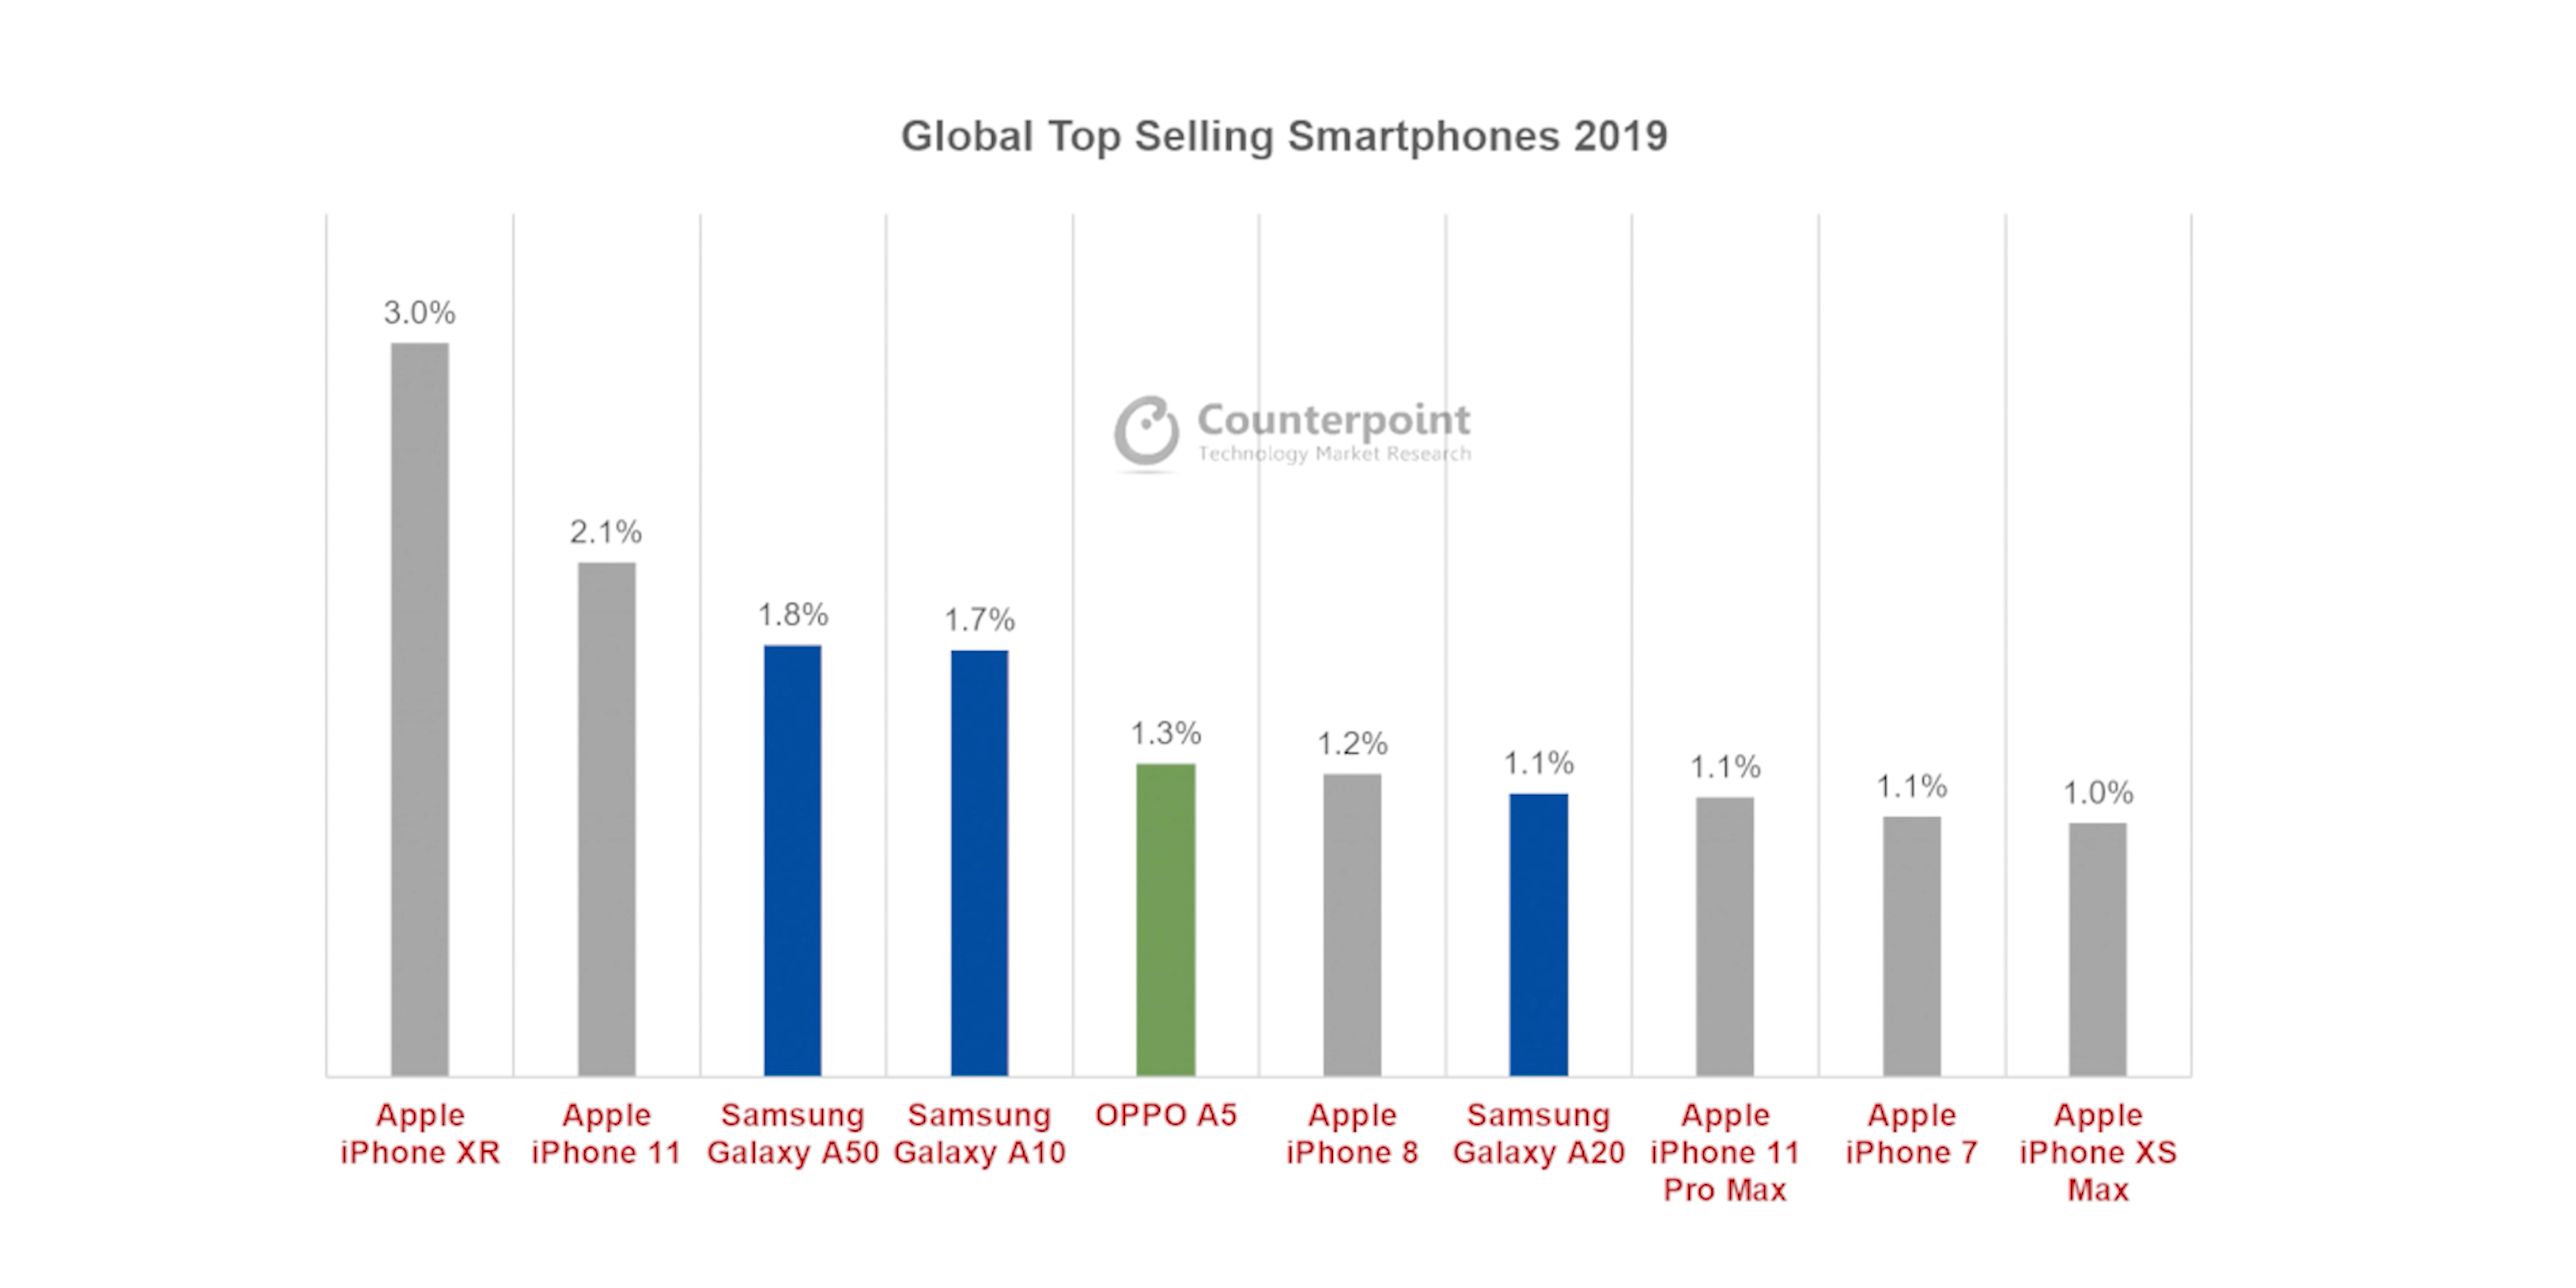 Global Top Selling Smartphones 2019
3.0%
2.1%
1.8%
1.7%
1.3%
1.2%
1.1%
1.1%
1.1%
1.0%
Counterpoint
Technology Market Research
Apple
iPhone XR
Apple
iPhone 11
Samsung
Galaxy A50
Samsung
Galaxy A10
OPPO A5
Apple
iPhone 8
Samsung
Galaxy A20
Apple
iPhone 11
Pro Max
Apple
iPhone 7
Apple
iPhone XS
Max